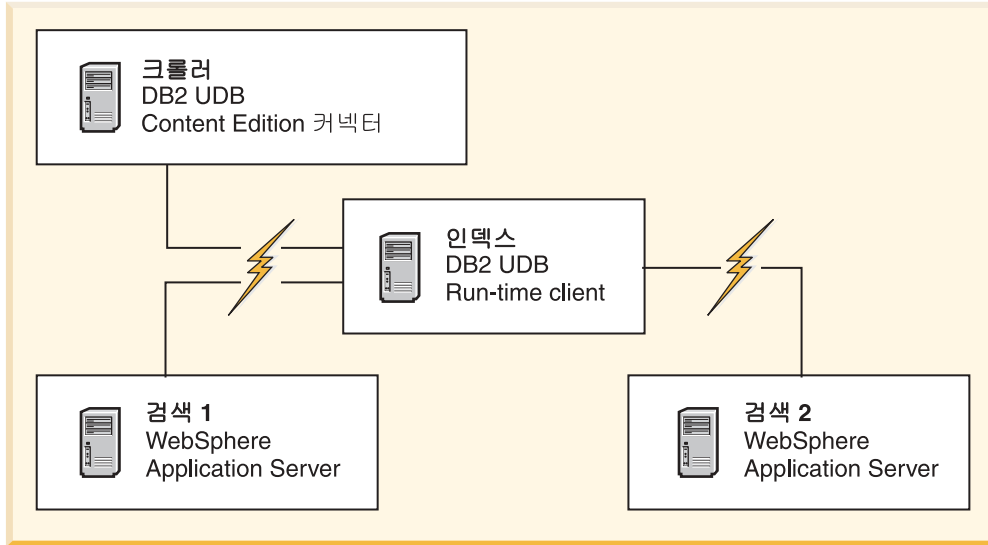 크롤러
DB2 UDB
Content Edition 커넥터
인덱스
DB2 UDB
Run-time client
검색 1
WebSphere
Application Server
검색 2
WebSphere
Application Server